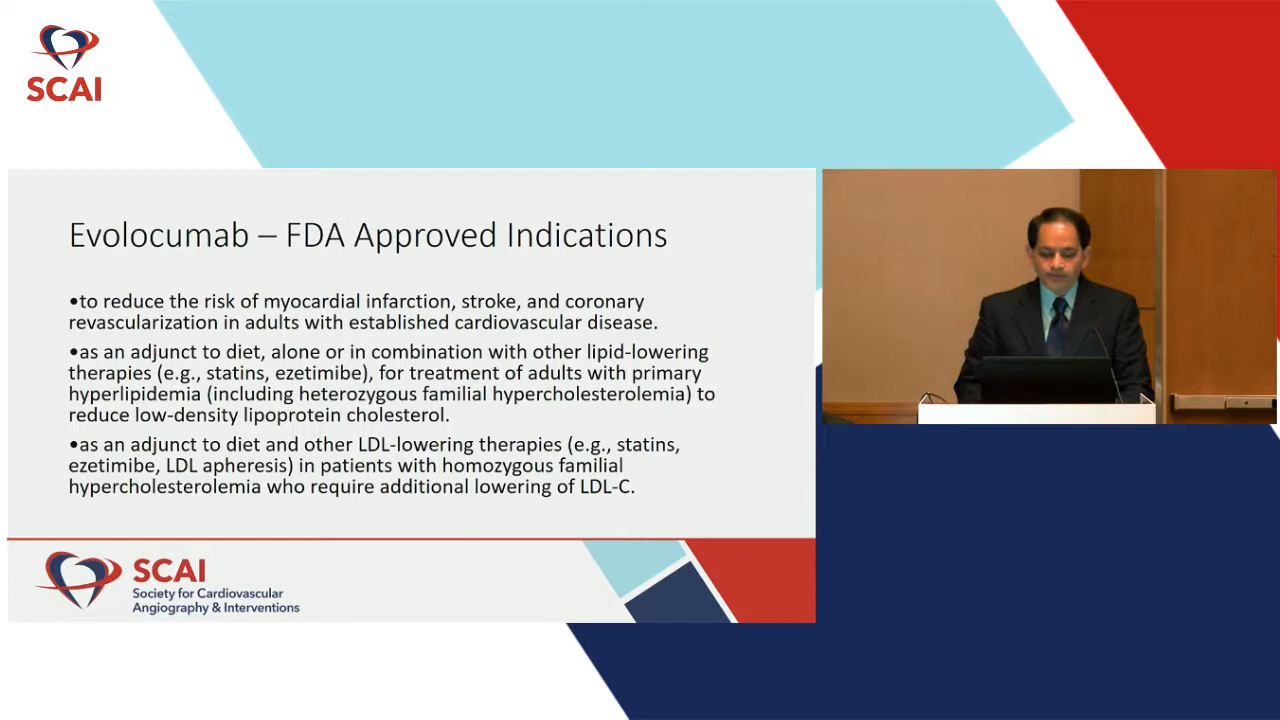 SCAI
Evolocumab – FDA Approved Indications
•to reduce the risk of myocardial infarction, stroke, and coronary
revascularization in adults with established cardiovascular disease.
•as an adjunct to diet, alone or in combination with other lipid-lowering
therapies (e.g., statins, ezetimibe), for treatment of adults with primary
hyperlipidemia (including heterozygous familial hypercholesterolemia) to
reduce low-density lipoprotein cholesterol.
•as an adjunct to diet and other LDL-lowering therapies (e.g., statins,
ezetimibe, LDL apheresis) in patients with homozygous familial
hypercholesterolemia who require additional lowering of LDL-C.
SCAI
Society for Cardiovascular
Angiography & Interventions